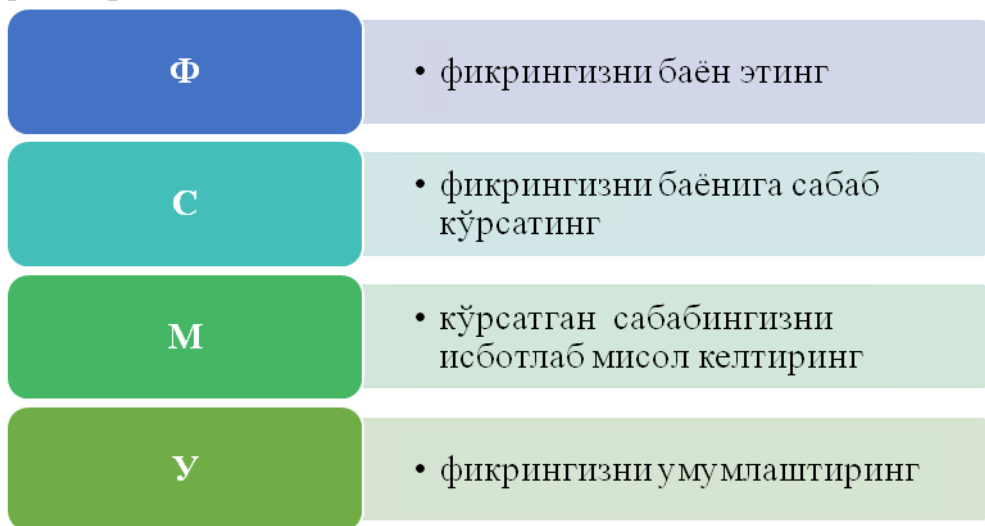 Ф
• фикрингизни баён этинг
С
• фикрингизни баёнига сабаб
кўрсатинг
М
• кўрсатган сабабингизни
исботлаб мисол келтиринг
У
• фикрингизни умумлаштиринг